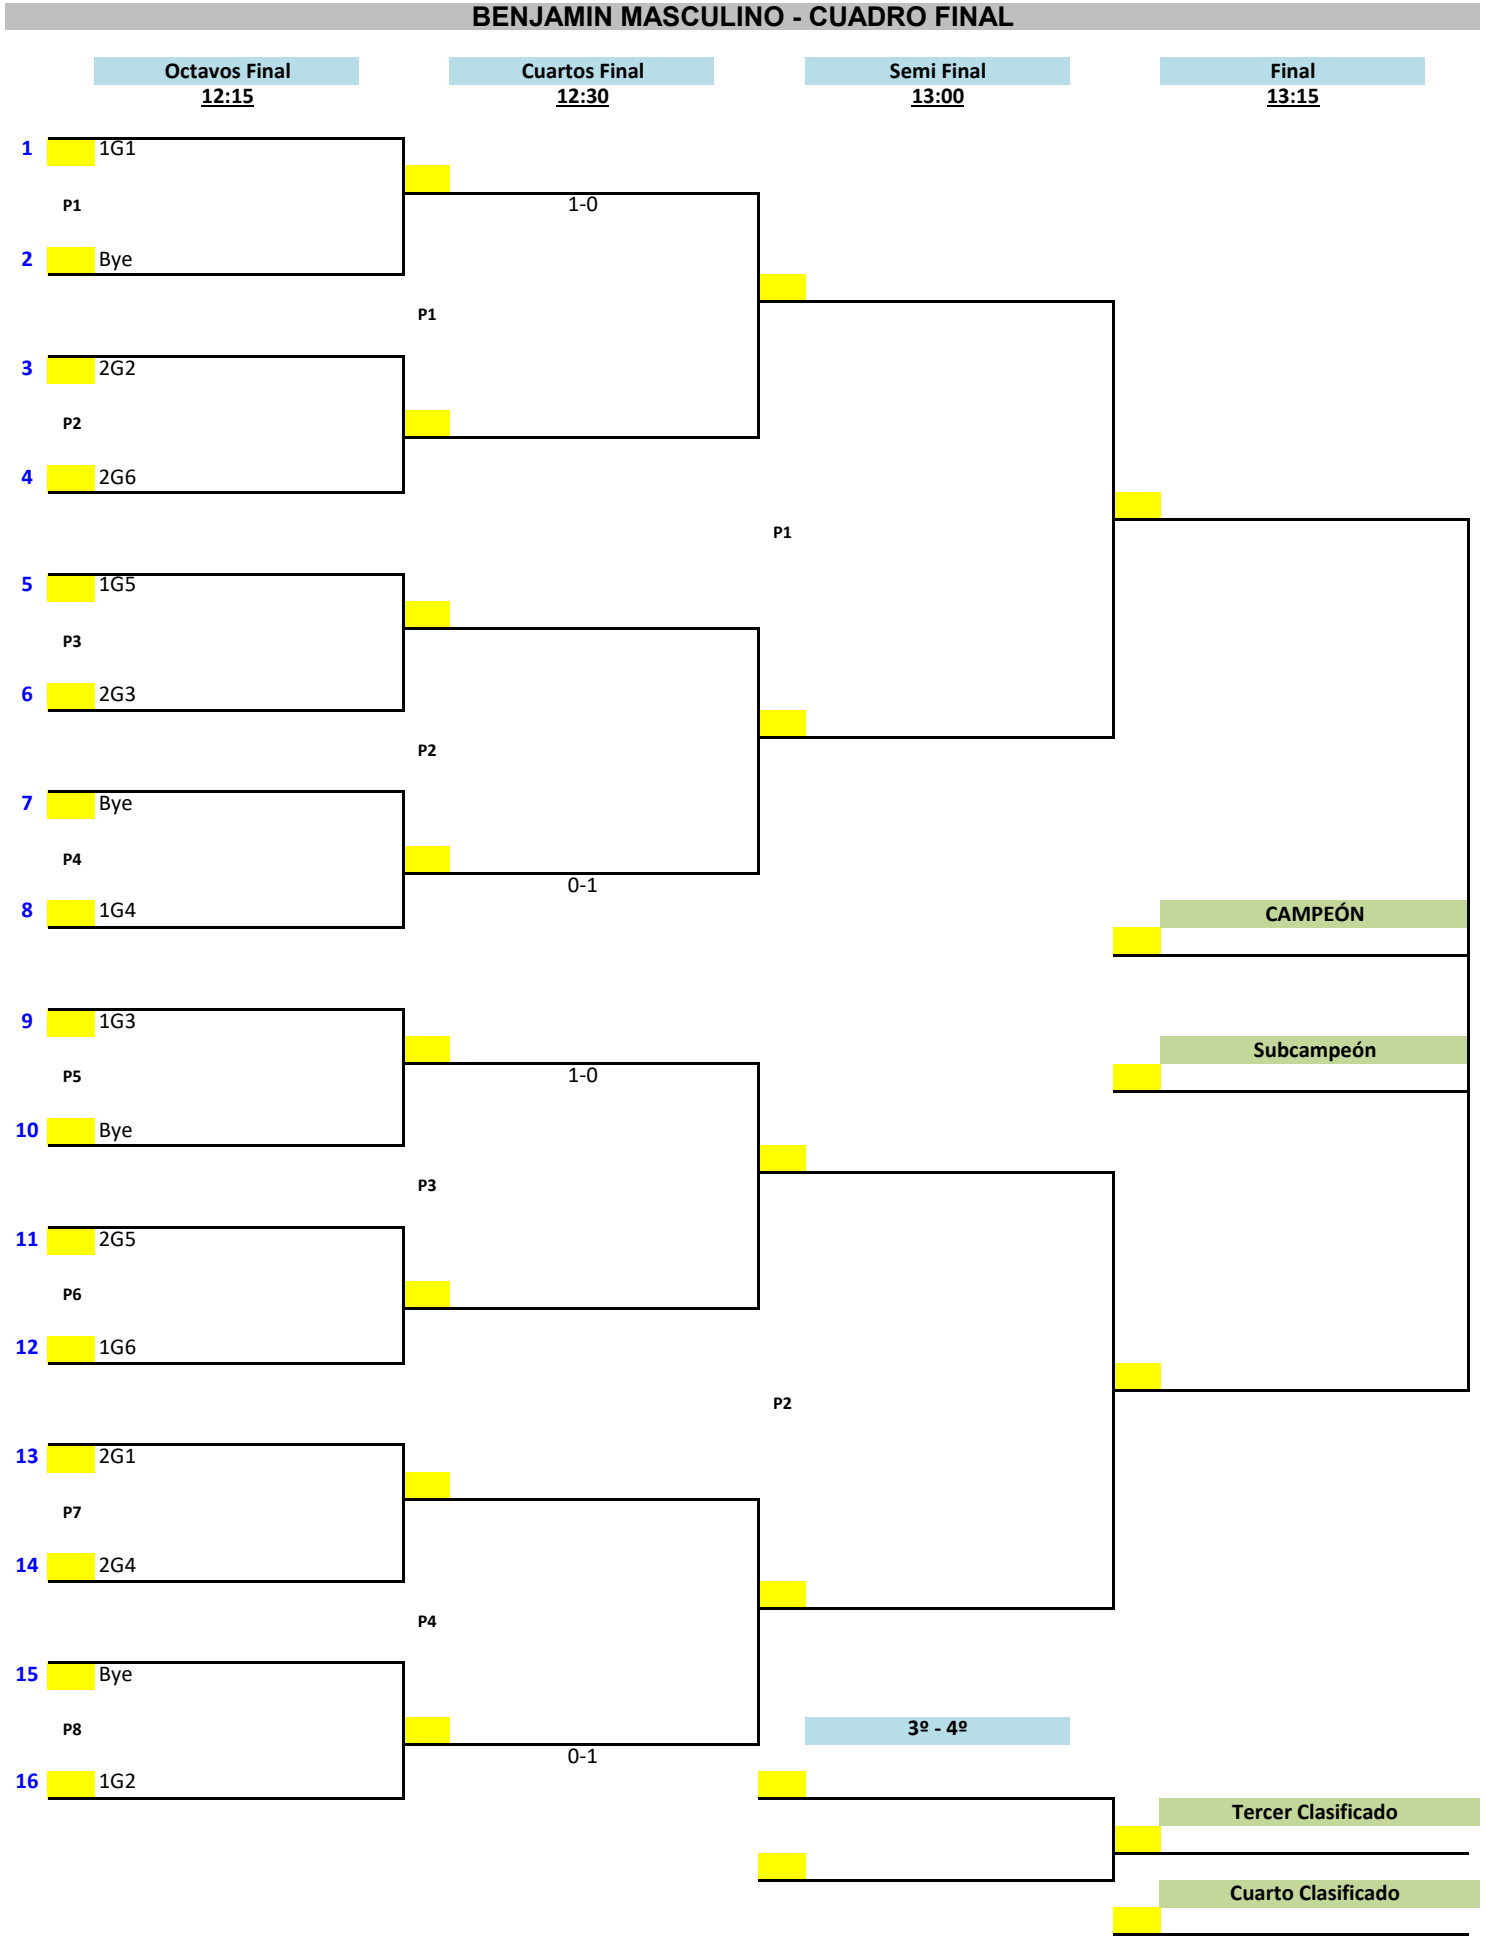 BENJAMIN MASCULINO - CUADRO FINAL
Octavos Final Cuartos Final Semi Final Final
12:15 12:30 13:00 13:15
1 1G1
P1 1-0
2 Bye
P1
3 2G2
P2
4 2G6
P1
5 1G5
P3
6 2G3
P2
7 Bye
P4
0-1
8 1G4 CAMPEÓN
9 1G3
Subcampeón
P5 1-0
10 Bye
P3
11 2G5
P6
12 1G6
P2
13 2G1
P7
14 2G4
P4
15 Bye
P8 3º - 4º
0-1
16 1G2
Tercer Clasificado
Cuarto Clasificado